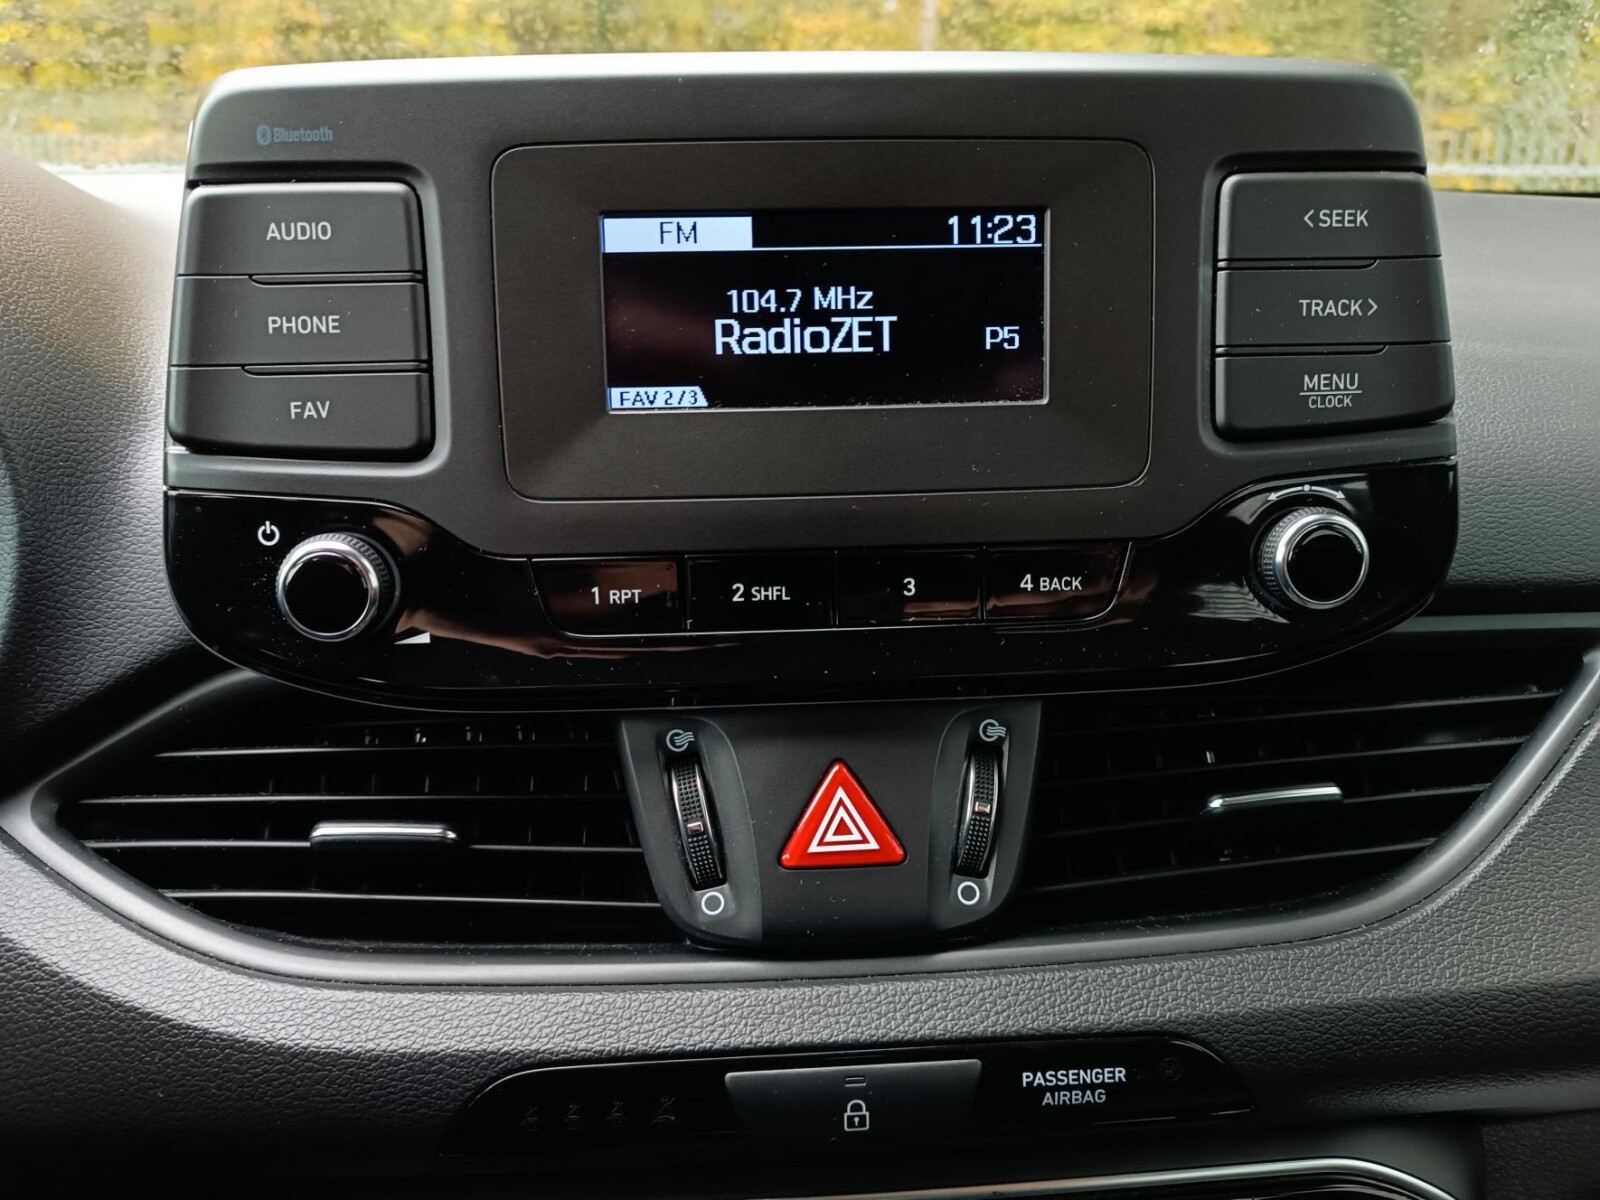 Bluetooth
AUDIO
PHONE
FAV
FM
11:23
104.7 MHz
RadioZET
P5
FAV 2/3
< SEEK
TRACK >
MENU
CLOCK
1 RPT
2 SHFL
3
4 BACK
PASSENGER
AIRBAG